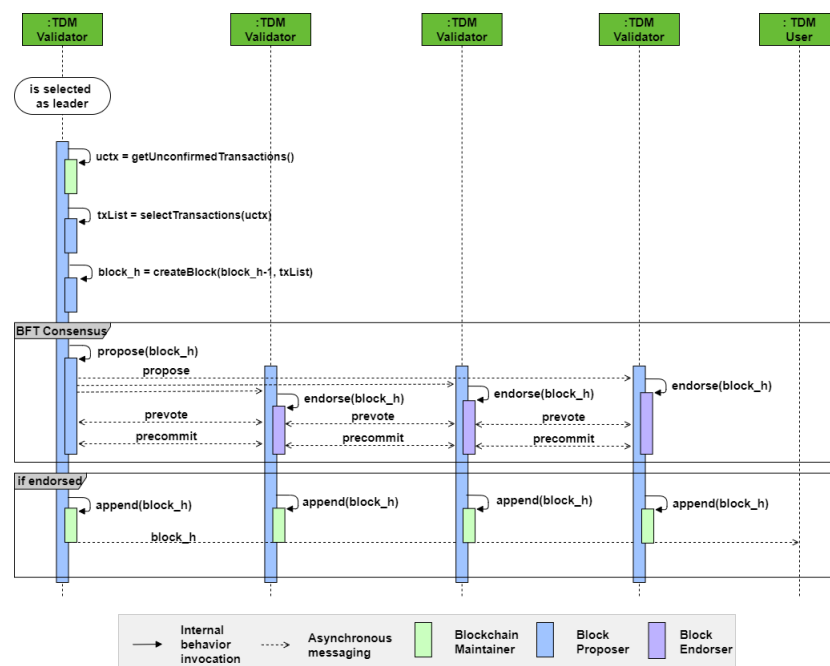 :TDM
Validator
:TDM
Validator
:TDM
Validator
:TDM
Validator
: TDM
User
is selected
as leader
uctx = getUnconfirmedTransactions()
txList = selectTransactions(uctx)
block_h = createBlock(block_h-1, txList)
BFT Consensus
propose(block_h)
propose
endorse(block_h)
endorse(block_h)
endorse(block_h)
prevote
prevote
prevote
precommit
precommit
precommit
if endorsed
append(block_h)
append(block_h)
append(block_h)
append(block_h)
block_h
Internal
behavior
invocation
Asynchronous
messaging
Blockchain
Maintainer
Block
Proposer
Block
Endorser